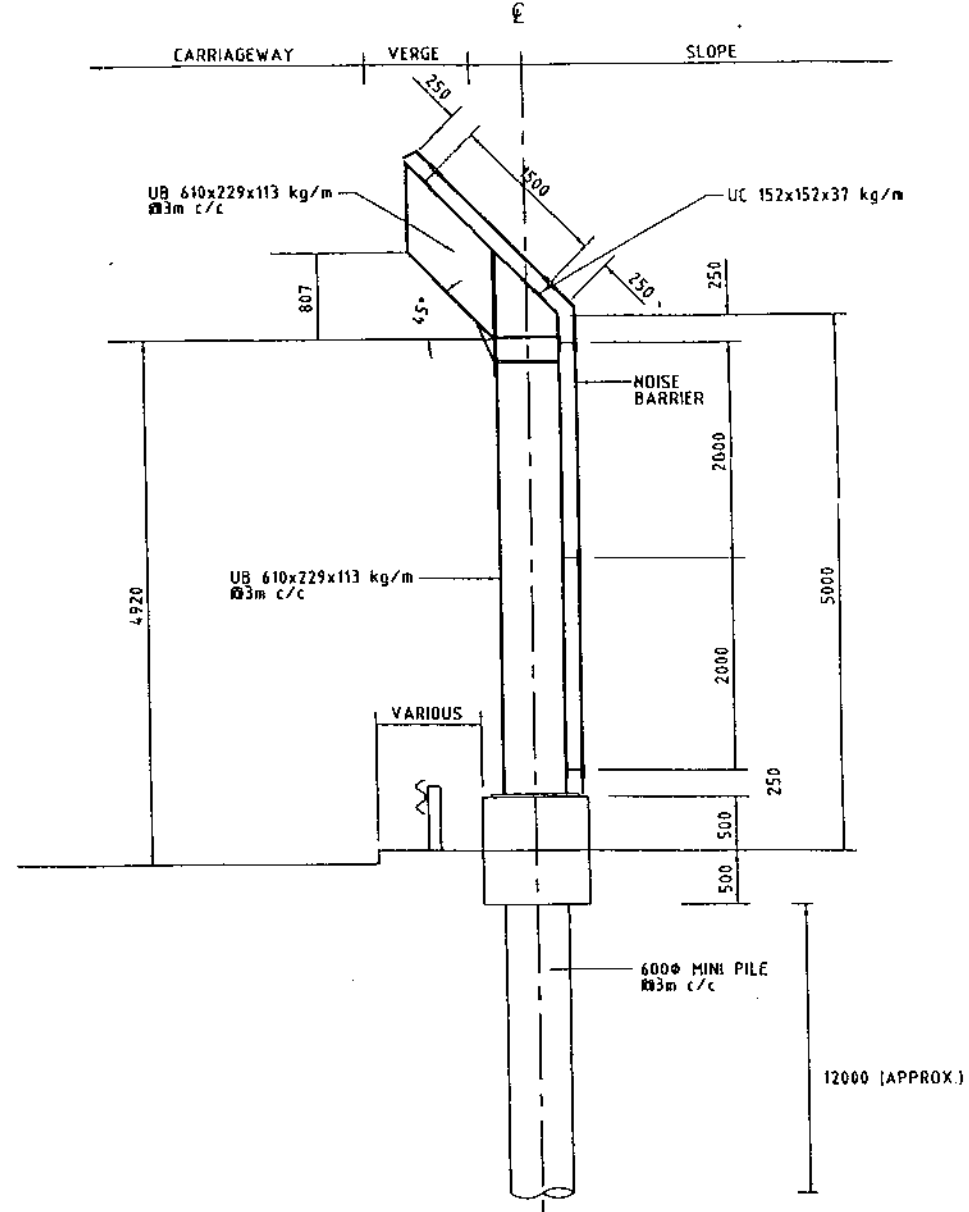 ℄
CARRIAGEWAY
VERGE
SLOPE
250
1500
UB 610x229x113 kg/m
@3m c/c
UC 152x152x37 kg/m
250
250
807
45°
NOISE
BARRIER
2000
UB 610x229x113 kg/m
@3m c/c
4920
5000
2000
VARIOUS
250
500
500
600Φ MINI PILE
@3m c/c
12000 (APPROX.)